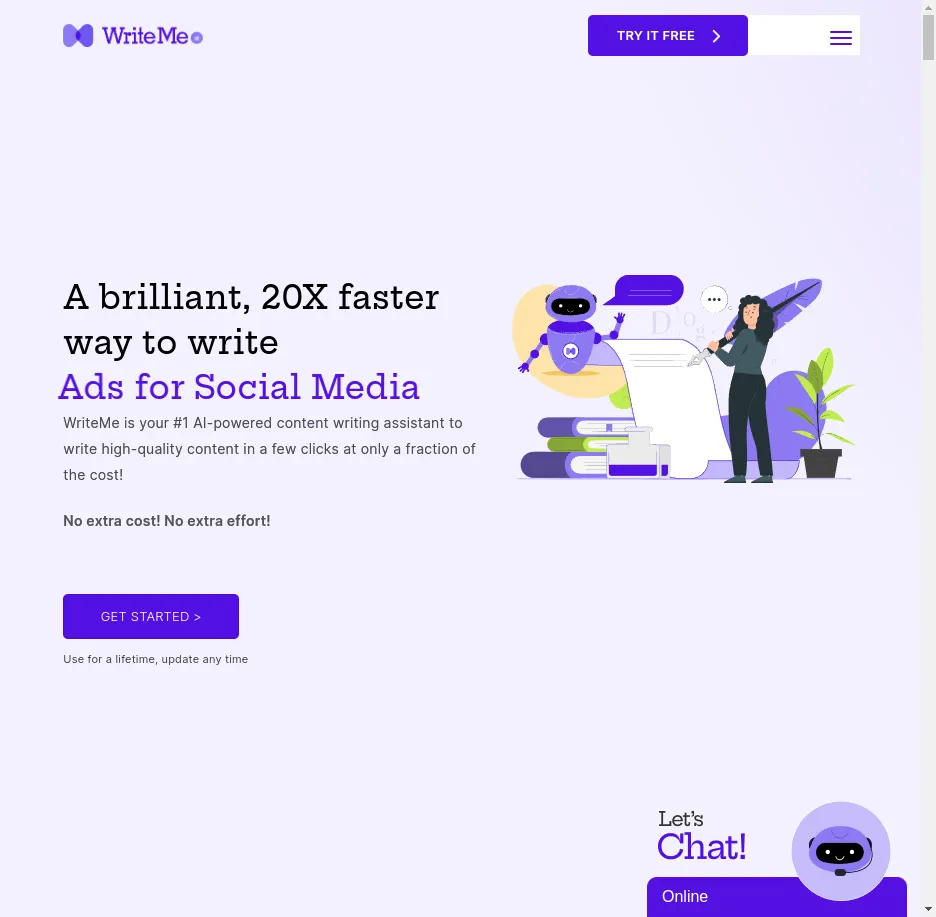 WriteMe
TRY IT FREE
A brilliant, 20X faster
way to write
Ads for Social Media
WriteMe is your #1 AI-powered content writing assistant to
write high-quality content in a few clicks at only a fraction of
the cost!
No extra cost! No extra effort!
GET STARTED >
Use for a lifetime, update any time
Let's
Chat!
Online